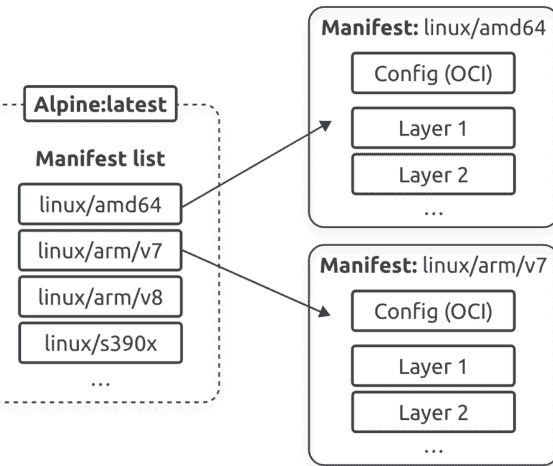 Alpine:latest
Manifest list
linux/amd64
linux/arm/v7
linux/arm/v8
linux/s390x
...
Manifest: linux/amd64
Config (OCI)
Layer 1
Layer 2
...
Manifest: linux/arm/v7
Config (OCI)
Layer 1
Layer 2
...